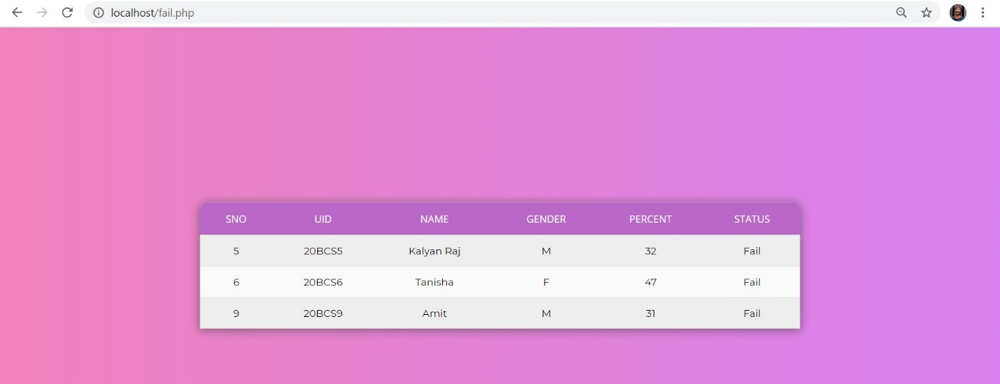 localhost/fail.php
SNO UID NAME GENDER PERCENT STATUS
5 20BCS5 Kalyan Raj M 32 Fail
6 20BCS6 Tanisha F 47 Fail
9 20BCS9 Amit M 31 Fail